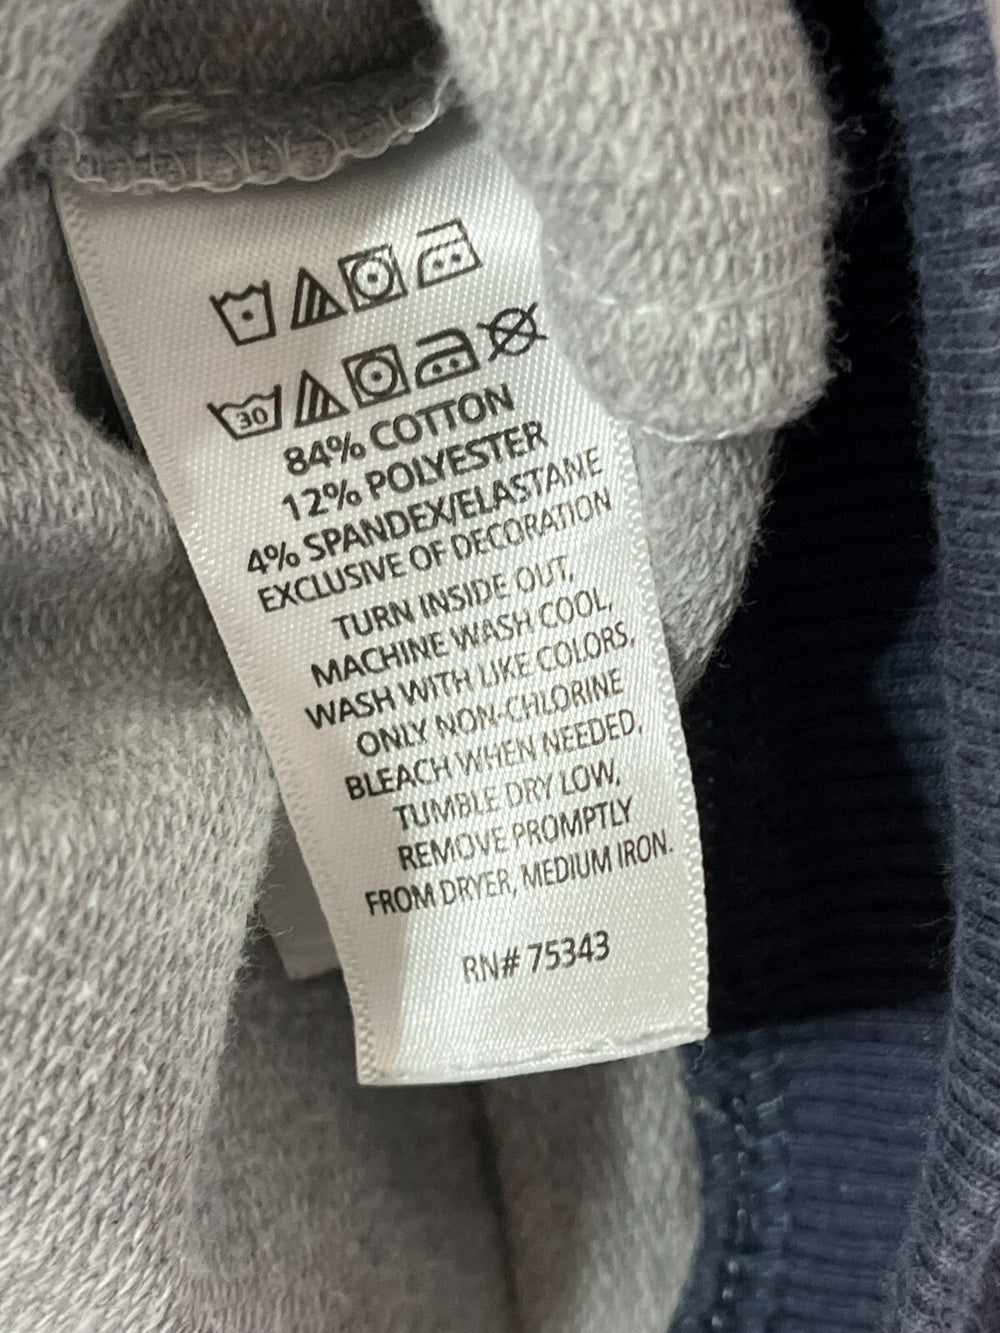 30
84% COTTON
12% POLYESTER
4% SPANDEX/ELASTANE
EXCLUSIVE OF DECORATION
TURN INSIDE OUT,
MACHINE WASH COOL,
WASH WITH LIKE COLORS,
ONLY NON-CHLORINE
BLEACH WHEN NEEDED,
TUMBLE DRY LOW,
REMOVE PROMPTLY
FROM DRYER, MEDIUM IRON.
RN# 75343